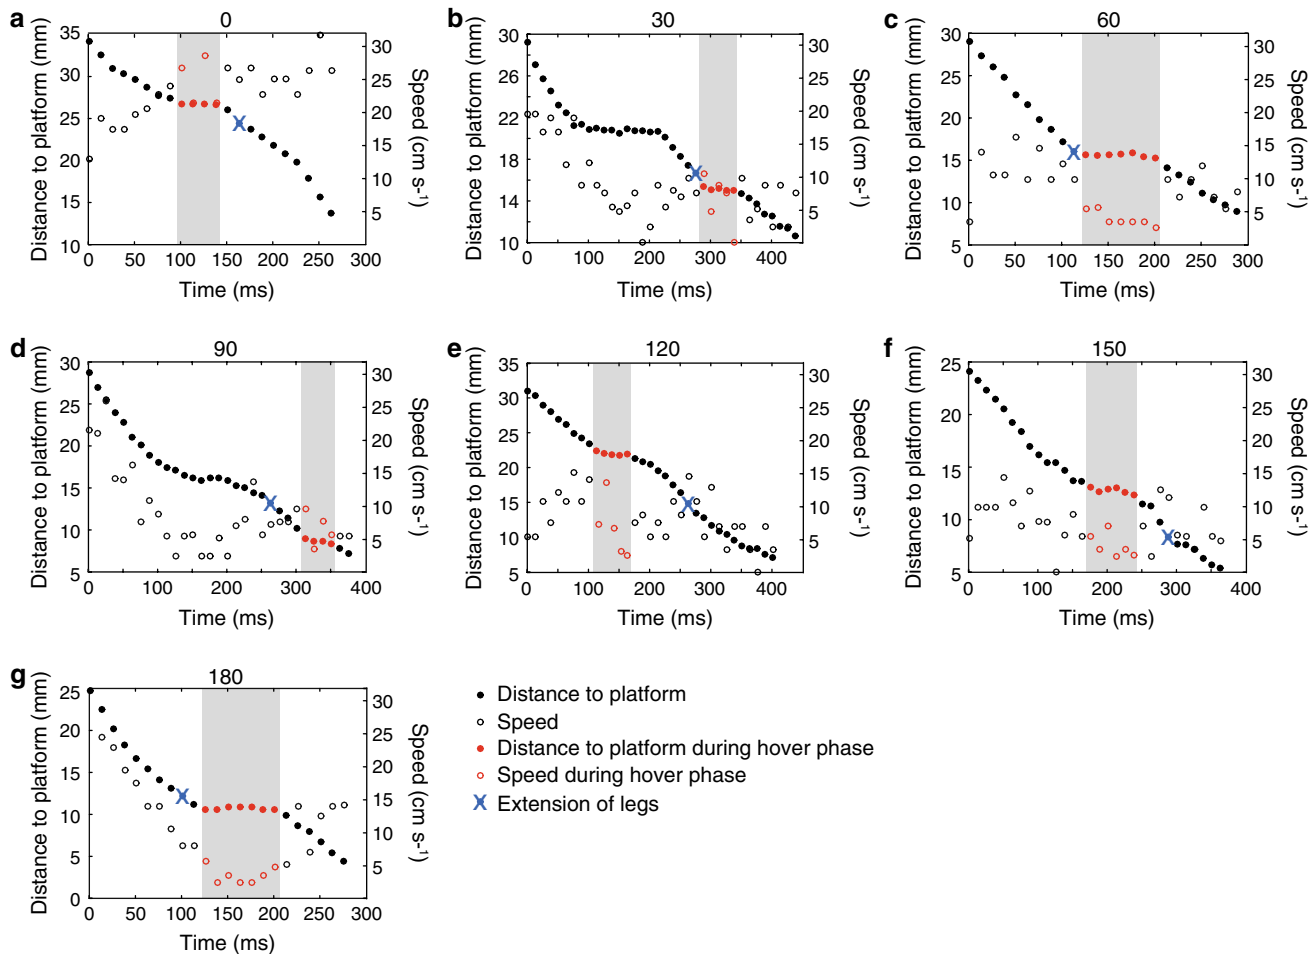 a
0
35
30
25
20
15
10
30
25
20
15
10
5
0 50 100 150 200 250 300
Distance to platform (mm)
Speed (cm s-1)
Time (ms)
b
30
30
26
22
18
14
10
30
25
20
15
10
5
0
0 100 200 300 400
Distance to platform (mm)
Speed (cm s-1)
Time (ms)
c
60
30
25
20
15
10
5
30
25
20
15
10
5
0 50 100 150 200 250 300
Distance to platform (mm)
Speed (cm s-1)
Time (ms)
d
90
30
25
20
15
10
5
30
25
20
15
10
5
0 100 200 300 400
Distance to platform (mm)
Speed (cm s-1)
Time (ms)
e
120
35
30
25
20
15
10
5
30
25
20
15
10
5
0
0 100 200 300 400
Distance to platform (mm)
Speed (cm s-1)
Time (ms)
f
150
25
20
15
10
5
30
25
20
15
10
5
0
0 100 200 300 400
Distance to platform (mm)
Speed (cm s-1)
Time (ms)
g
180
25
20
15
10
5
0
30
25
20
15
10
5
0 50 100 150 200 250 300
Distance to platform (mm)
Speed (cm s-1)
Time (ms)
Distance to platform
Speed
Distance to platform during hover phase
Speed during hover phase
Extension of legs